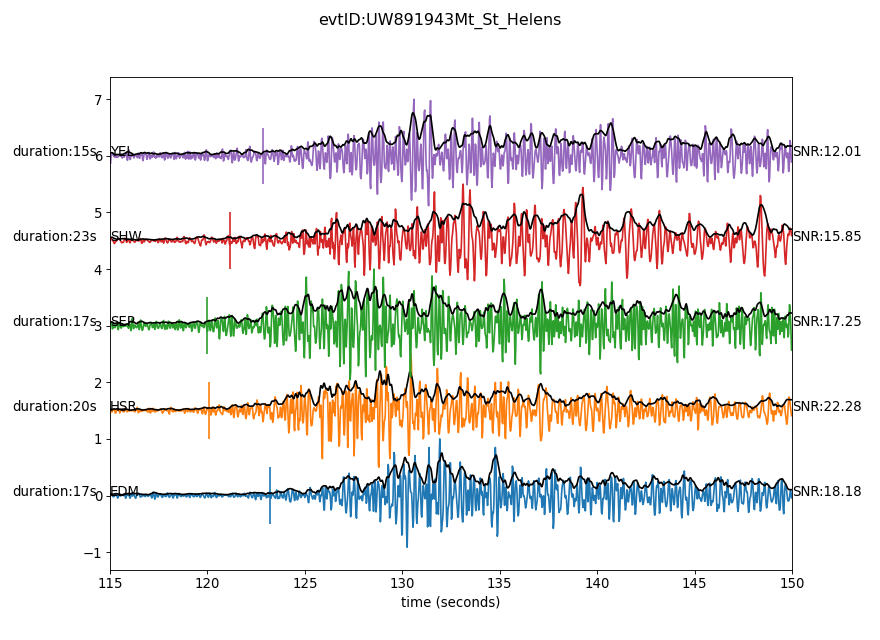 evtID:UW891943Mt_St_Helens
7
duration:15s YEL 6 SNR:12.01
5
duration:23s SHW SNR:15.85
4
duration:17s SEP 3 SNR:17.25
2
duration:20s HSR SNR:22.28
1
duration:17s EDM 0 SNR:18.18
−1
115 120 125 130 135 140 145 150
time (seconds)